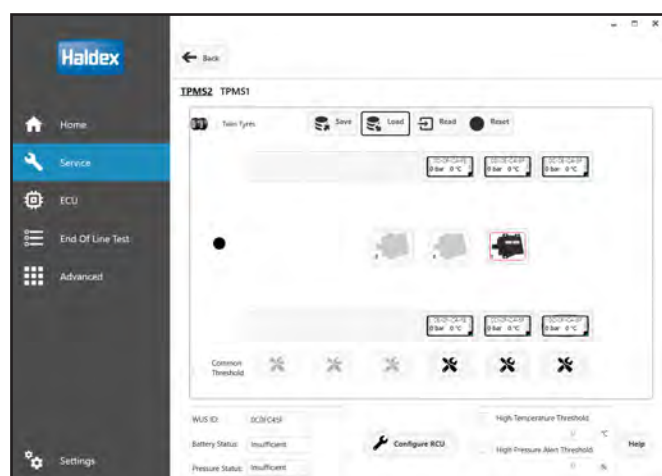 Haldex
Back
TPMS2 TPMS1
Twin Tyres
Save
Load
Read
Reset
Home
Service
ECU
End Of Line Test
Advanced
Settings
0 bar 0 °C
0 bar 0 °C
0 bar 0 °C
0 bar 0 °C
0 bar 0 °C
0 bar 0 °C
Common
Threshold
WUS ID:
Battery Status: Insufficient
Pressure Status: Insufficient
Configure RCU
High Temperature Threshold
0 °C
High Pressure Alert Threshold
0 %
Help